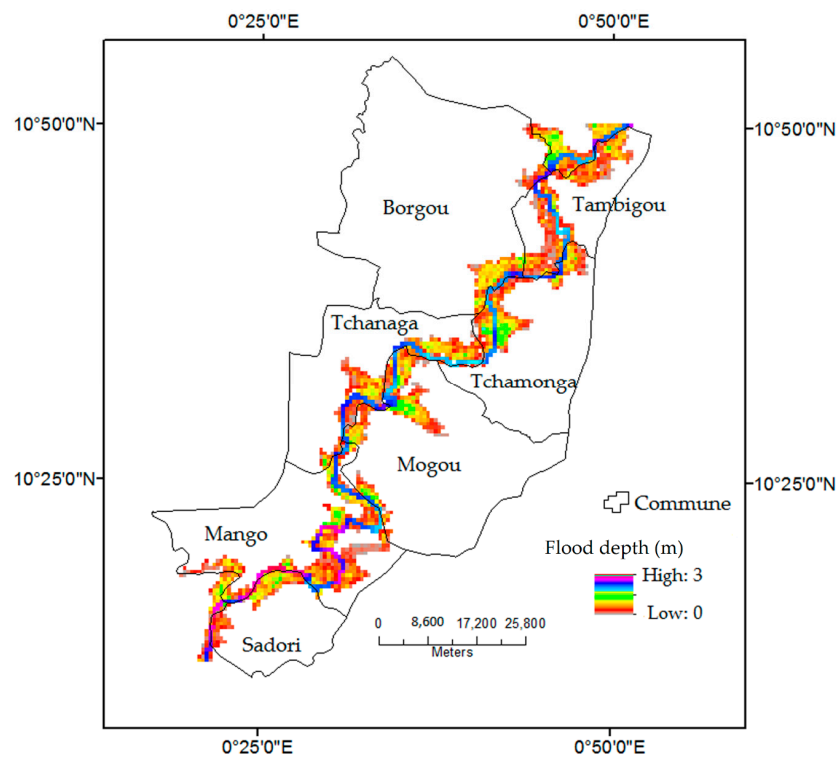 0°25'0"E 0°50'0"E
10°50'0"N 10°50'0"N
Borgou
Tambigou
Tchanaga
Tchamonga
Mogou
10°25'0"N 10°25'0"N
Commune
Mango
Flood depth (m)
High: 3
Low: 0
0 8,600 17,200 25,800
Meters
Sadori
0°25'0"E 0°50'0"E